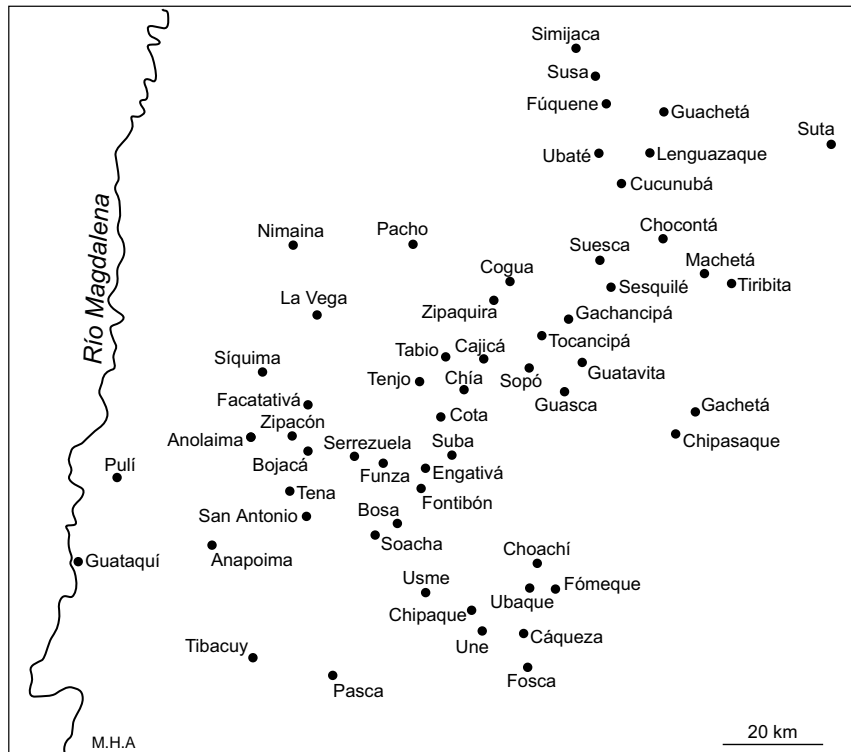 Simijaca
Susa
Fúquene
Guachetá
Suta
Ubaté
Lenguazaque
Cucunubá
Chocontá
Nimaina
Pacho
Suesca
Machetá
Cogua
Sesquilé
Tiribita
La Vega
Zipaquira
Gachancipá
Río Magdalena
Tocancipá
Tabio
Cajicá
Síquima
Tenjo
Chía
Sopó
Guatavita
Facatativá
Guasca
Gachetá
Zipacón
Cota
Anolaima
Serrezuela
Suba
Chipasaque
Pulí
Bojacá
Funza
Engativá
Tena
Fontibón
San Antonio
Bosa
Soacha
Anapoima
Choachí
Guataquí
Usme
Ubaque
Fómeque
Chipaque
Une
Cáqueza
Tibacuy
Fosca
Pasca
M.H.A
20 km